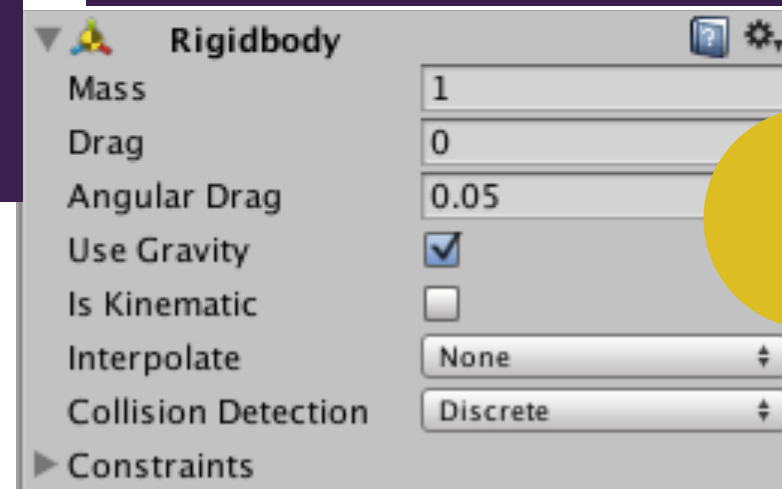 Rigidbody
Mass 1
Drag 0
Angular Drag 0.05
Use Gravity
Is Kinematic
Interpolate None
Collision Detection Discrete
Constraints